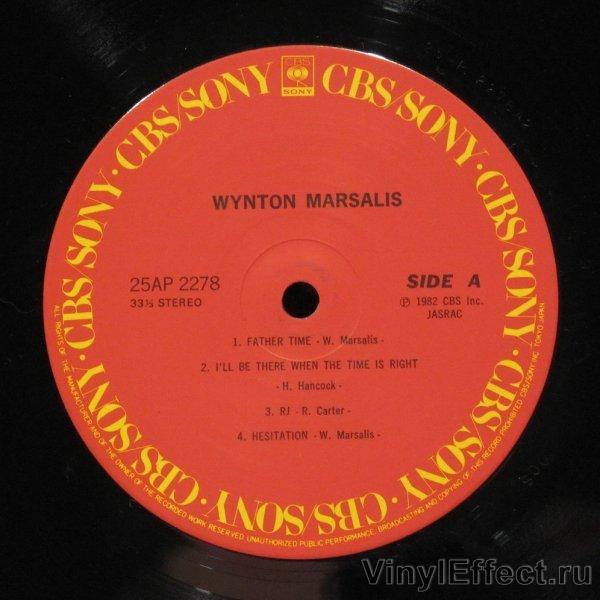 CBS
SONY
CBS/SONY · CBS/SONY · CBS/SONY · CBS/SONY · CBS/SONY · CBS/SONY · CBS/SONY · CBS/SONY
WYNTON MARSALIS
25AP 2278
33⅓ STEREO
SIDE A
Ⓟ 1982 CBS Inc.
JASRAC
1. FATHER TIME - W. Marsalis -
2. I'LL BE THERE WHEN THE TIME IS RIGHT
- H. Hancock -
3. RJ - R. Carter -
4. HESITATION - W. Marsalis -
ALL RIGHTS OF THE MANUFACTURER AND OF THE OWNER OF THE RECORDED WORK RESERVED UNAUTHORIZED PUBLIC PERFORMANCE, BROADCASTING AND COPYING OF THIS RECORD PROHIBITED CBS/SONY INC. TOKYO JAPAN
VinylEffect.ru